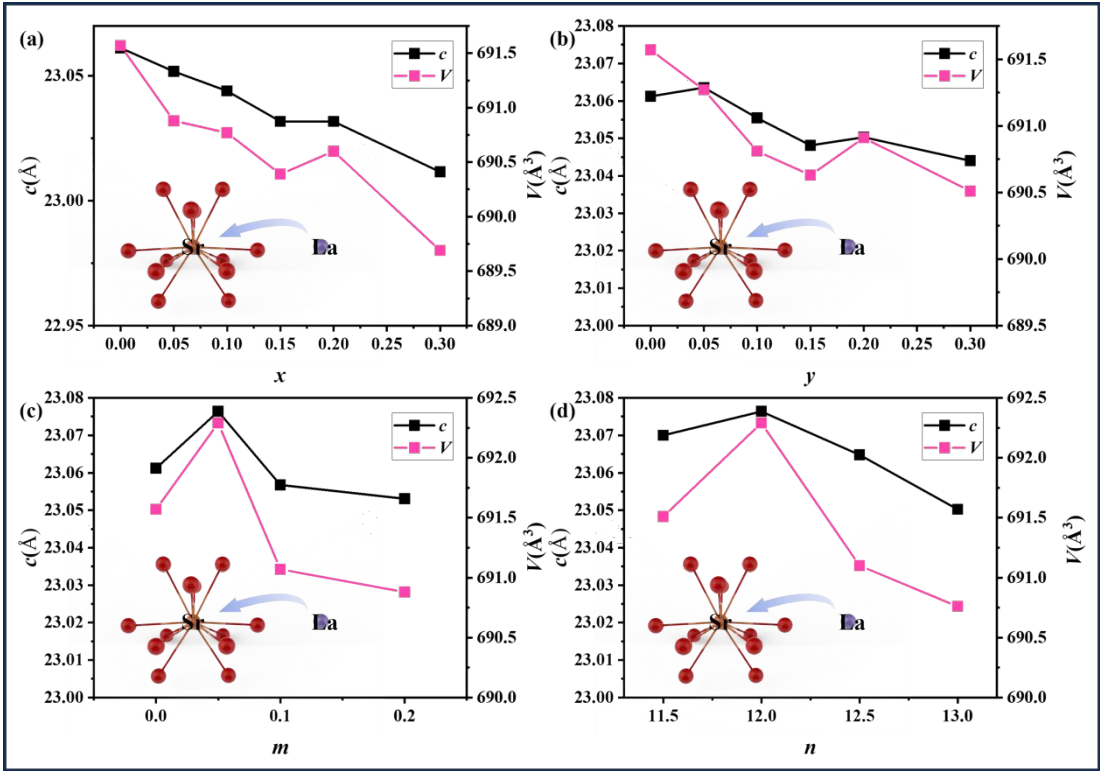 (a)
c
V
23.05
23.00
22.95
c(Å)
691.5
691.0
690.5
690.0
689.5
689.0
V(Å³)
Sr
La
0.00 0.05 0.10 0.15 0.20 0.25 0.30
x
(b)
c
V
23.08
23.07
23.06
23.05
23.04
23.03
23.02
23.01
23.00
c(Å)
691.5
691.0
690.5
690.0
689.5
V(Å³)
Sr
La
0.00 0.05 0.10 0.15 0.20 0.25 0.30
y
(c)
c
V
23.08
23.07
23.06
23.05
23.04
23.03
23.02
23.01
23.00
c(Å)
692.5
692.0
691.5
691.0
690.5
690.0
V(Å³)
Sr
La
0.0 0.1 0.2
m
(d)
c
V
23.08
23.07
23.06
23.05
23.04
23.03
23.02
23.01
23.00
c(Å)
692.5
692.0
691.5
691.0
690.5
690.0
V(Å³)
Sr
La
11.5 12.0 12.5 13.0
n